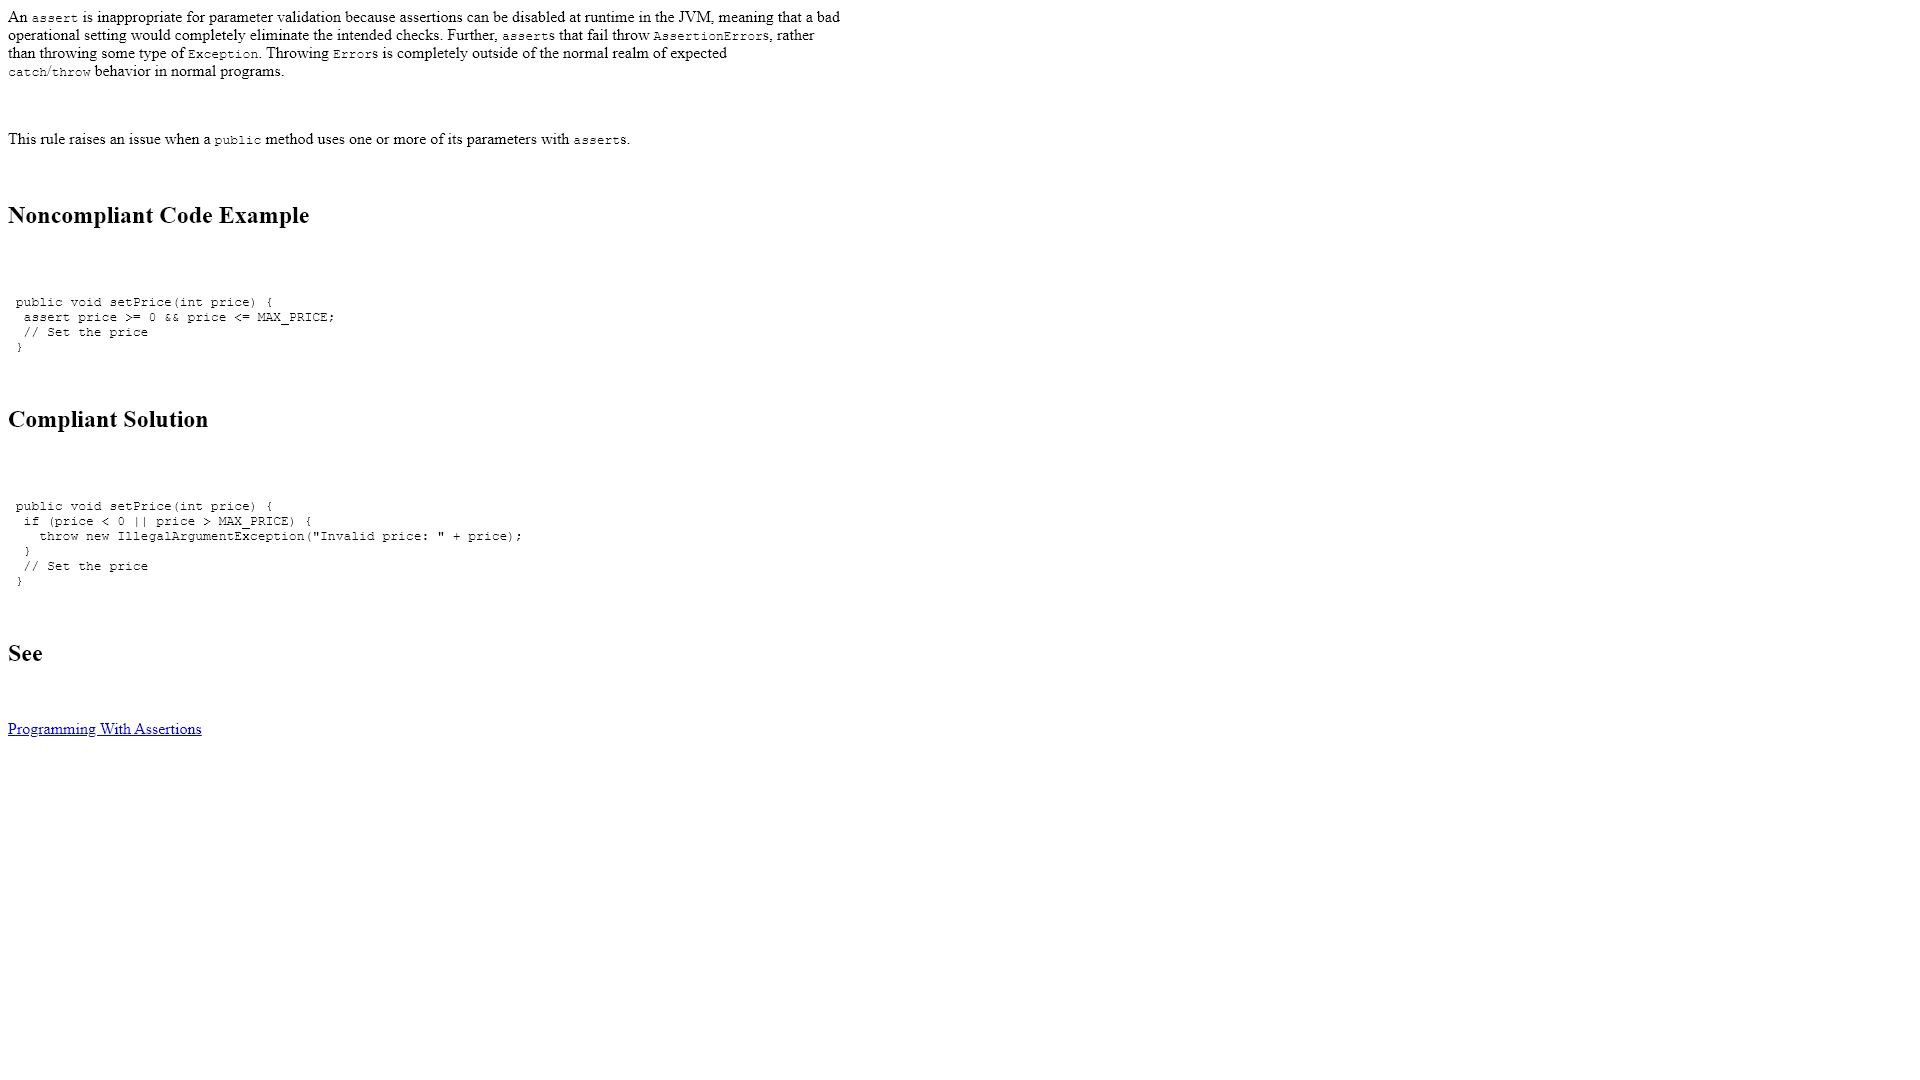 An assert is inappropriate for parameter validation because assertions can be disabled at runtime in the JVM, meaning that a bad
operational setting would completely eliminate the intended checks. Further, asserts that fail throw AssertionErrors, rather
than throwing some type of Exception. Throwing Errors is completely outside of the normal realm of expected
catch/throw behavior in normal programs.
This rule raises an issue when a public method uses one or more of its parameters with asserts.
Noncompliant Code Example
public void setPrice(int price) {
assert price >= 0 && price <= MAX_PRICE;
// Set the price
}
Compliant Solution
public void setPrice(int price) {
if (price < 0 || price > MAX_PRICE) {
throw new IllegalArgumentException("Invalid price: " + price);
}
// Set the price
}
See
Programming With Assertions